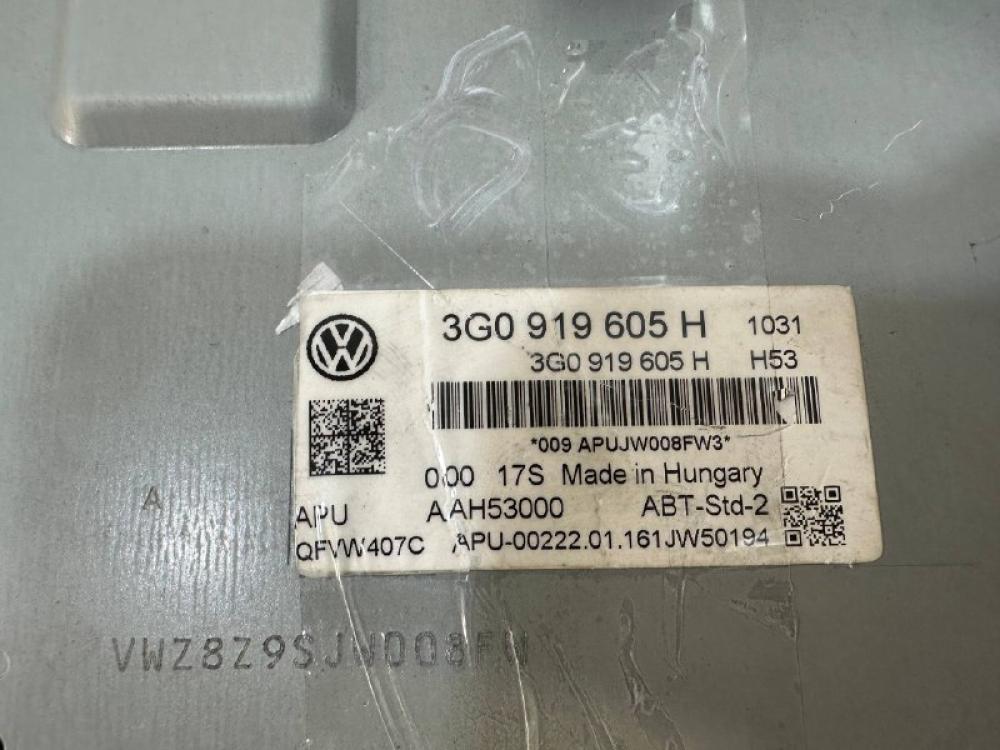 3G0 919 605 H 1031
3G0 919 605 H H53
*009 APUJW008FW3*
000 17S Made in Hungary
APU AAH53000 ABT-Std-2
QFVW407C APU-00222.01.161JW50194
A
VWZ8Z9SJW008FW